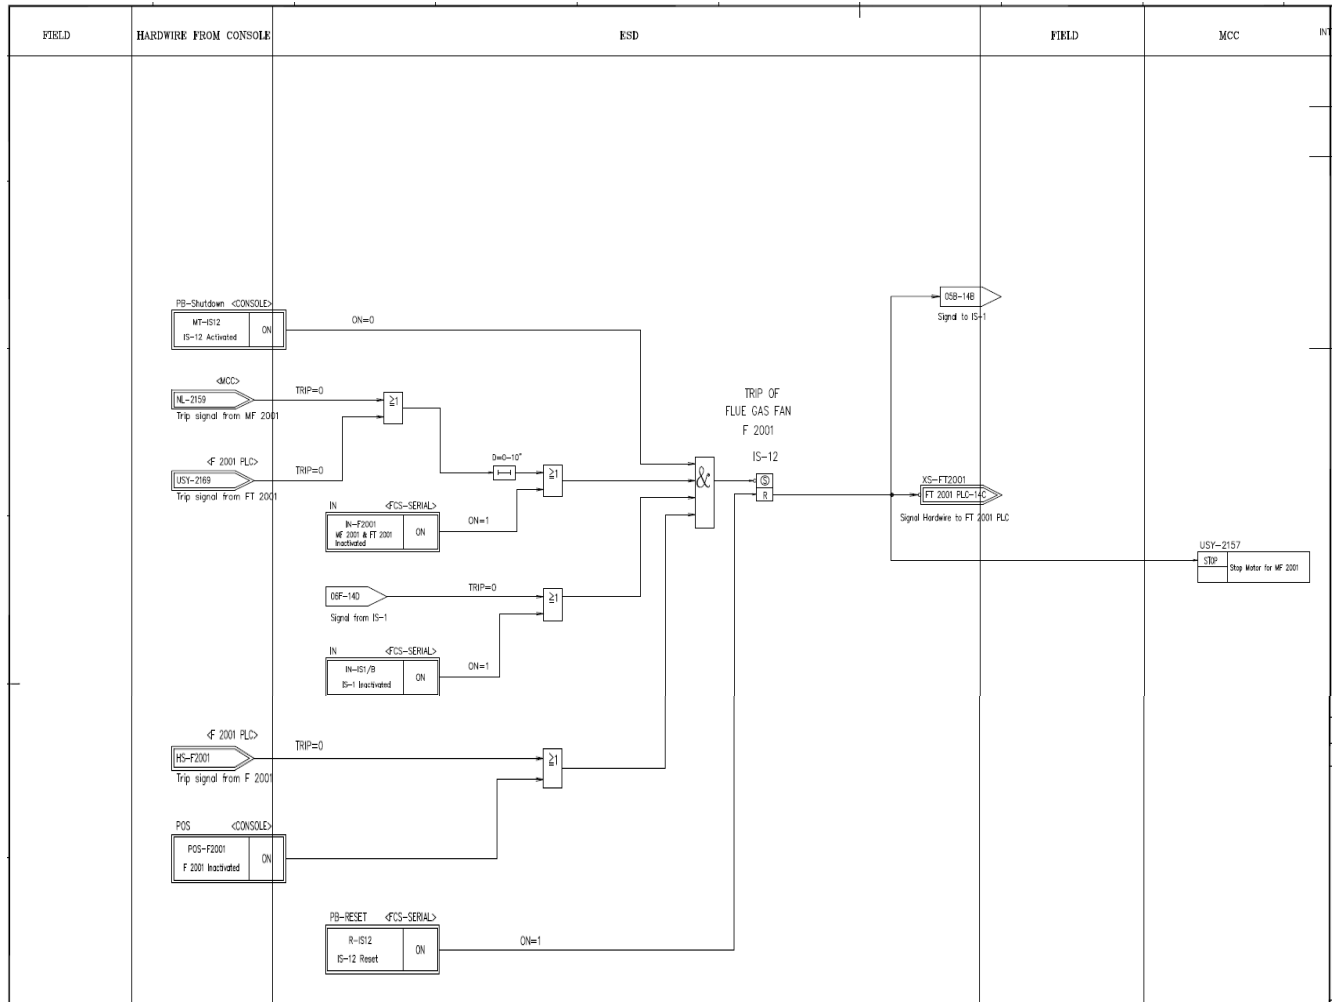 FIELD
HARDWIRE FROM CONSOLE
ESD
FIELD
MCC
INT
PB-Shutdown <CONSOLE>
MT-IS12
IS-12 Activated
ON
ON=0
05B-14B
Signal to IS-1
<MCC>
NL-2159
TRIP=0
Trip signal from MF 2001
≧1
TRIP OF
FLUE GAS FAN
F 2001
IS-12
<F 2001 PLC>
USY-2169
TRIP=0
Trip signal from FT 2001
D=0-10"
≧1
&
S
R
XS-FT2001
FT 2001 PLC-14C
Signal Hardwire to FT 2001 PLC
IN <FCS-SERIAL>
IN-F2001
MF 2001 & FT 2001
Inactivated
ON
ON=1
USY-2157
STOP
Stop Motor for MF 2001
06F-14D
TRIP=0
≧1
Signal from IS-1
IN <FCS-SERIAL>
IN-IS1/B
IS-1 Inactivated
ON
ON=1
<F 2001 PLC>
HS-F2001
TRIP=0
≧1
Trip signal from F 2001
POS <CONSOLE>
POS-F2001
F 2001 Inactivated
ON
PB-RESET <FCS-SERIAL>
R-IS12
IS-12 Reset
ON
ON=1